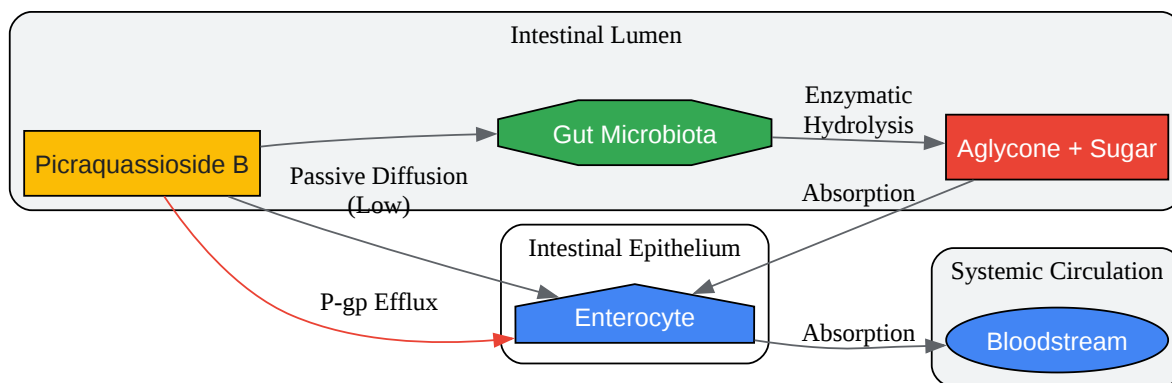 Intestinal Lumen
Picraquassioside B
Gut Microbiota
Enzymatic
Hydrolysis
Aglycone + Sugar
Passive Diffusion
(Low)
Absorption
Intestinal Epithelium
P-gp Efflux
Enterocyte
Absorption
Systemic Circulation
Bloodstream